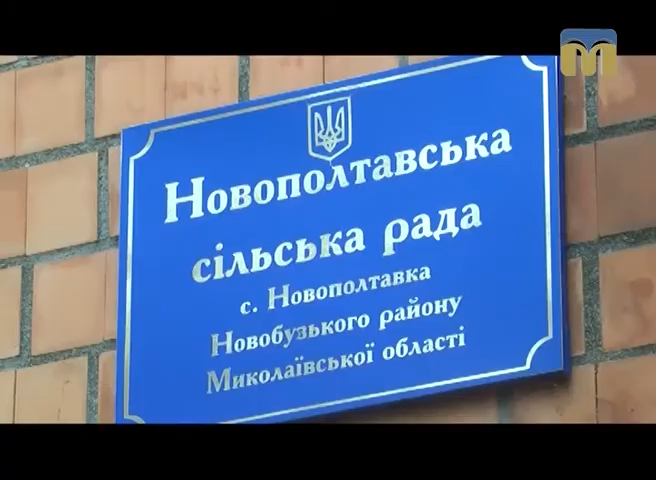 Новополтавська
сільська рада
с. Новополтавка
Новобузького району
Миколаївської області